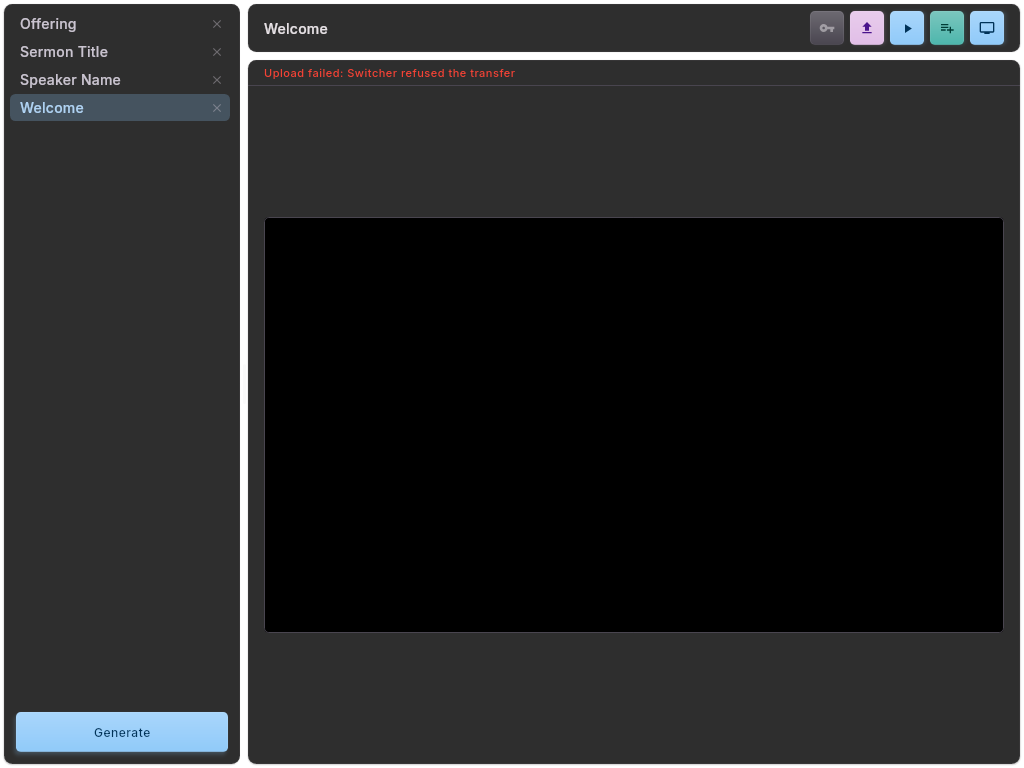 Offering
Sermon Title
Speaker Name
Welcome
Generate
Welcome
Upload failed: Switcher refused the transfer